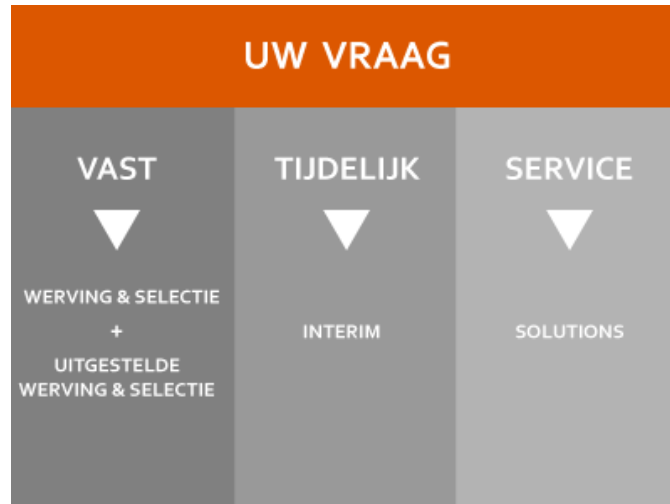 UW VRAAG
VAST
WERVING & SELECTIE
+
UITGESTELDE
WERVING & SELECTIE
TIJDELIJK
INTERIM
SERVICE
SOLUTIONS